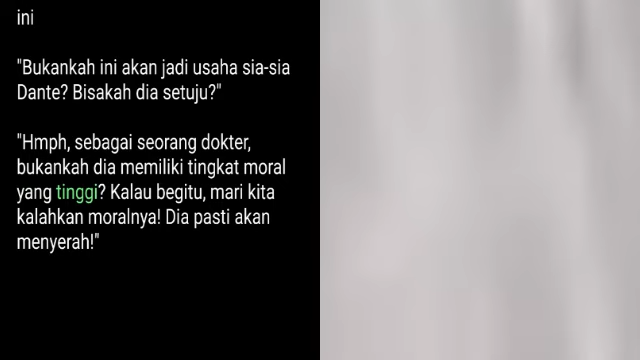 ini
"Bukankah ini akan jadi usaha sia-sia
Dante? Bisakah dia setuju?"
"Hmph, sebagai seorang dokter,
bukankah dia memiliki tingkat moral
yang tinggi? Kalau begitu, mari kita
kalahkan moralnya! Dia pasti akan
menyerah!"